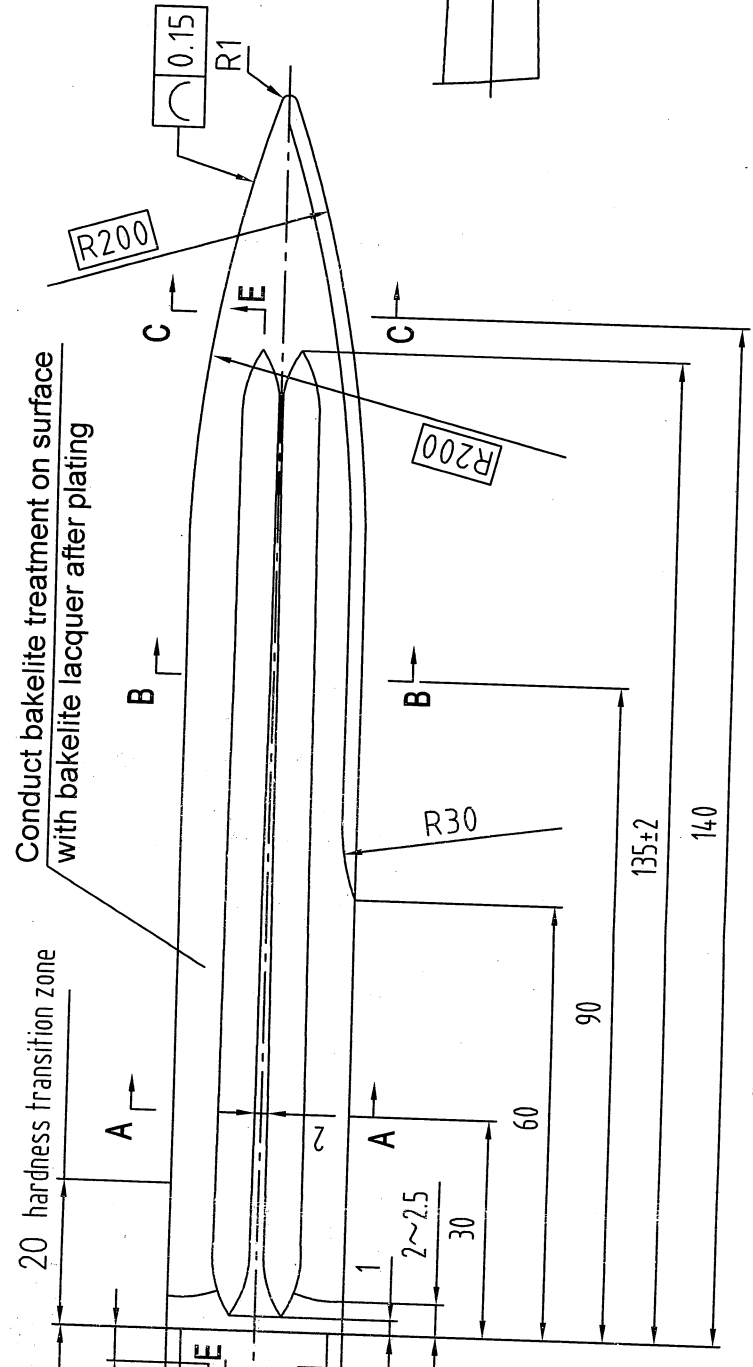 0.15
R1
R200
C
E
C
Conduct bakelite treatment on surface
with bakelite lacquer after plating
R200
B
B
R30
135±2
140
20 hardness transition zone
90
A
60
2
A
2~2.5
30
1
E